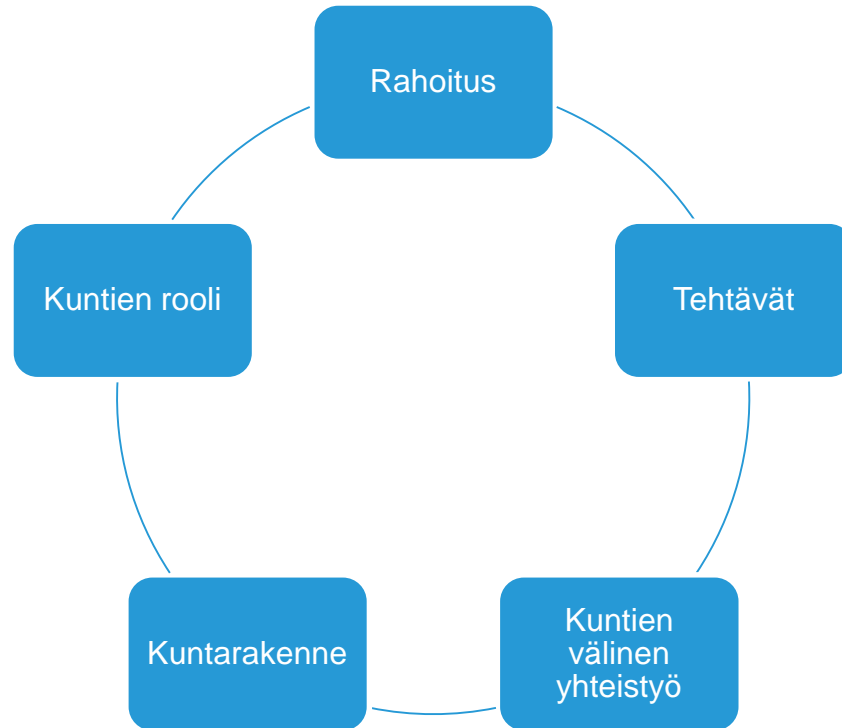 Rahoitus
Kuntien rooli
Tehtävät
Kuntarakenne
Kuntien
välinen
yhteistyö